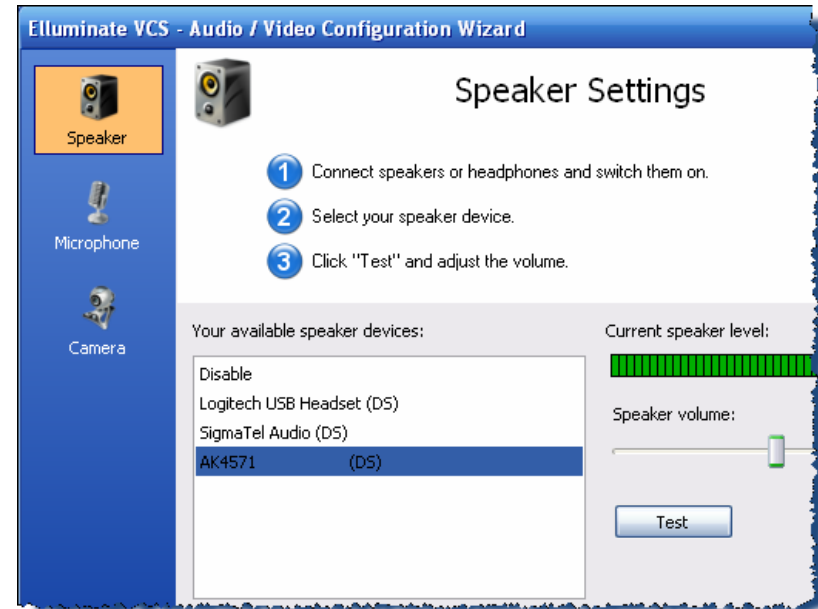 Elluminate VCS - Audio / Video Configuration Wizard
Speaker
Microphone
Camera
Speaker Settings
1 Connect speakers or headphones and switch them on.
2 Select your speaker device.
3 Click "Test" and adjust the volume.
Your available speaker devices:
Disable
Logitech USB Headset (DS)
SigmaTel Audio (DS)
AK4571 (DS)
Current speaker level:
Speaker volume:
Test